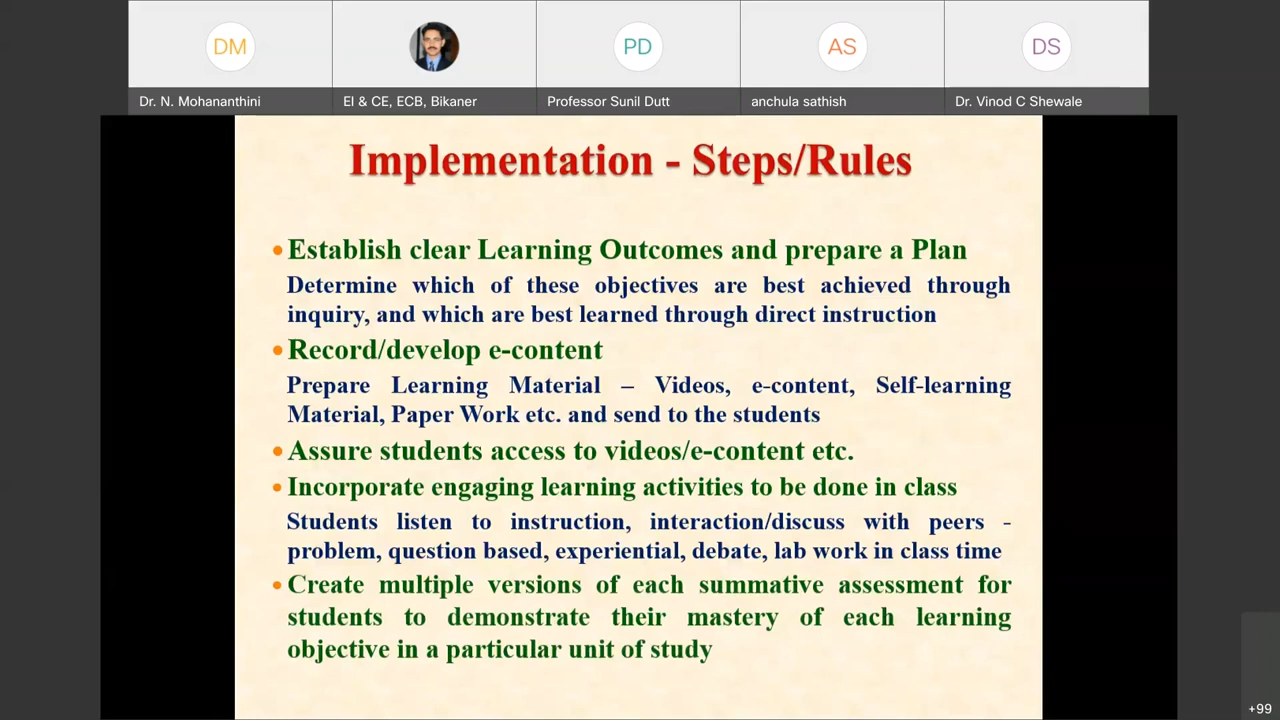 DM
PD
AS
DS
Dr. N. Mohananthini
EI & CE, ECB, Bikaner
Professor Sunil Dutt
anchula sathish
Dr. Vinod C Shewale
Implementation - Steps/Rules
•Establish clear Learning Outcomes and prepare a Plan
Determine which of these objectives are best achieved through
inquiry, and which are best learned through direct instruction
•Record/develop e-content
Prepare Learning Material – Videos, e-content, Self-learning
Material, Paper Work etc. and send to the students
•Assure students access to videos/e-content etc.
•Incorporate engaging learning activities to be done in class
Students listen to instruction, interaction/discuss with peers -
problem, question based, experiential, debate, lab work in class time
•Create multiple versions of each summative assessment for
students to demonstrate their mastery of each learning
objective in a particular unit of study
+99